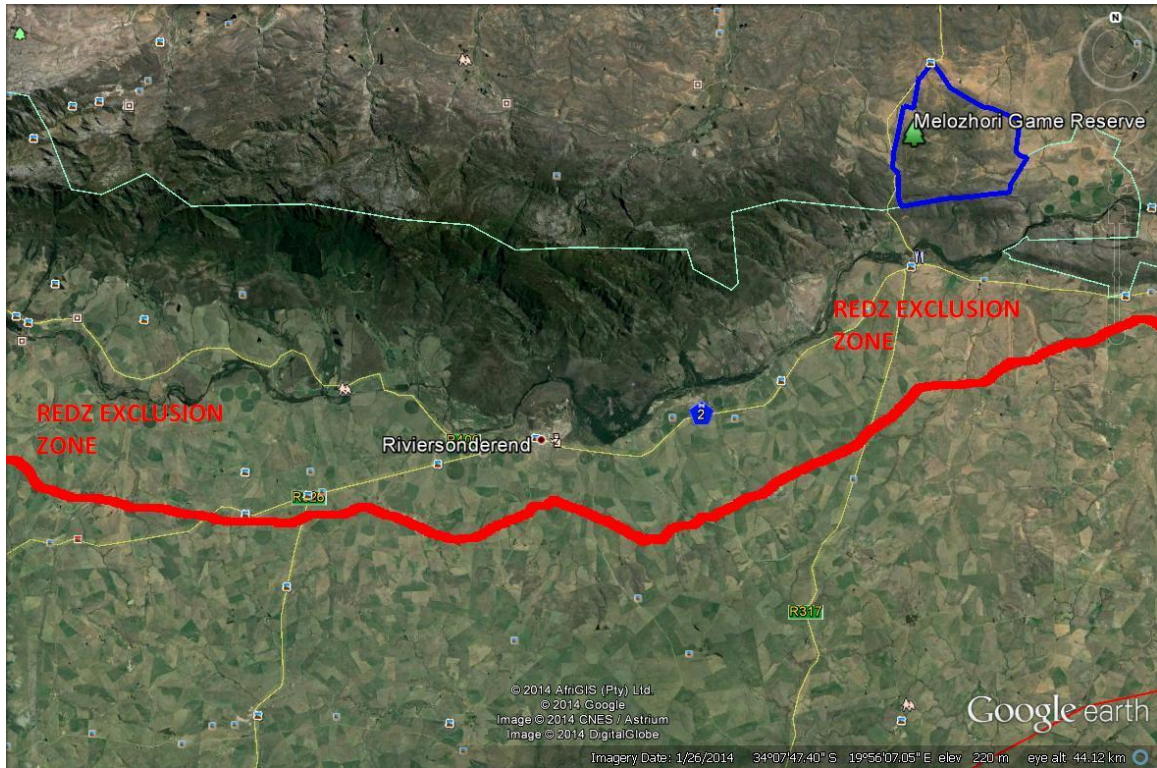 N
Melozhori Game Reserve
REDZ EXCLUSION
ZONE
REDZ EXCLUSION
ZONE
2
Riviersonderend
R317
© 2014 AfriGIS (Pty) Ltd.
© 2014 Google
Image © 2014 CNES / Astrium
Image © 2014 DigitalGlobe
Google earth
Imagery Date: 1/26/2014 34°07'47.40" S 19°56'07.05" E elev 220 m eye alt 44.12 km